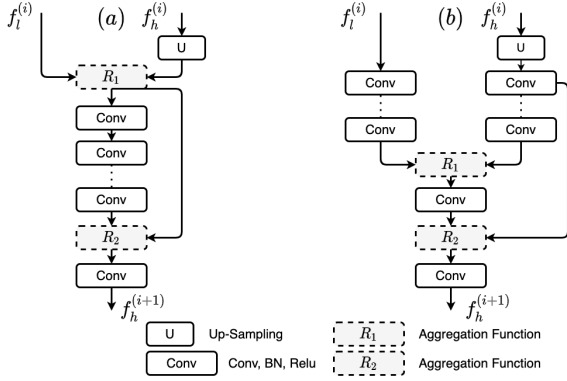 f_l^{(i)} (a) f_h^{(i)}
U
R_1
Conv
Conv
Conv
R_2
Conv
f_h^{(i+1)}
f_l^{(i)} (b) f_h^{(i)}
U
Conv Conv
Conv Conv
R_1
Conv
R_2
Conv
f_h^{(i+1)}
U Up-Sampling R_1 Aggregation Function
Conv Conv, BN, Relu R_2 Aggregation Function